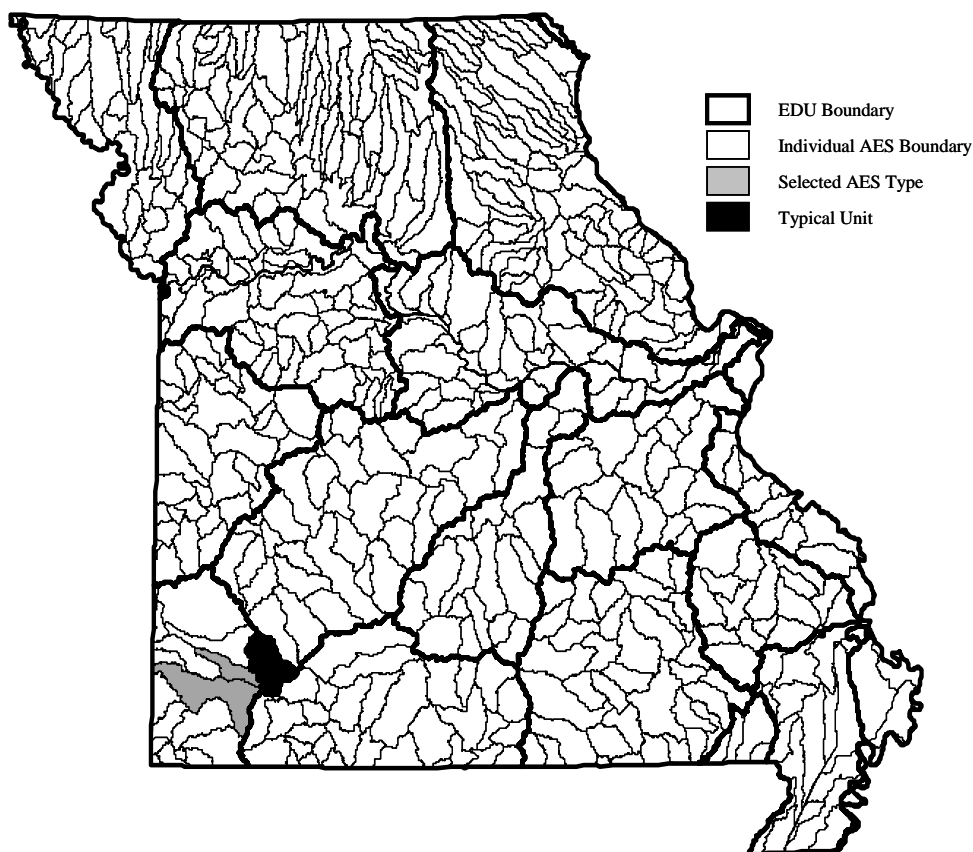 EDU Boundary
Individual AES Boundary
Selected AES Type
Typical Unit